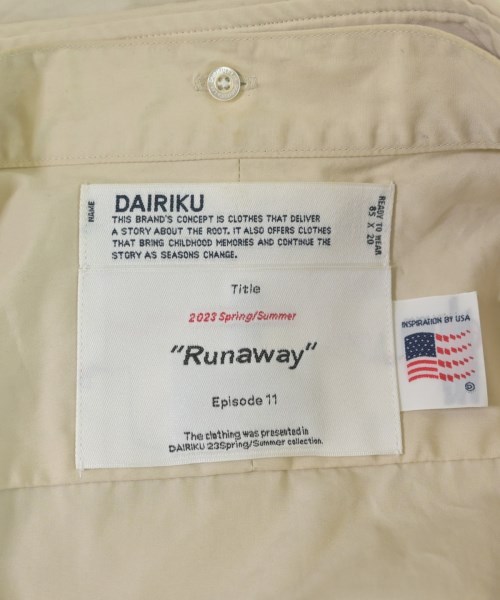 NAME
DAIRIKU
THIS BRAND'S CONCEPT IS CLOTHES THAT DELIVER
A STORY ABOUT THE ROOT. IT ALSO OFFERS CLOTHES
THAT BRING CHILDHOOD MEMORIES AND CONTINUE THE
STORY AS SEASONS CHANGE.
READY TO WEAR
85 X 20
Title
2023 Spring/Summer
"Runaway"
Episode 11
The clothing was presented in
DAIRIKU '23Spring/Summer collection.
INSPIRATION BY USA